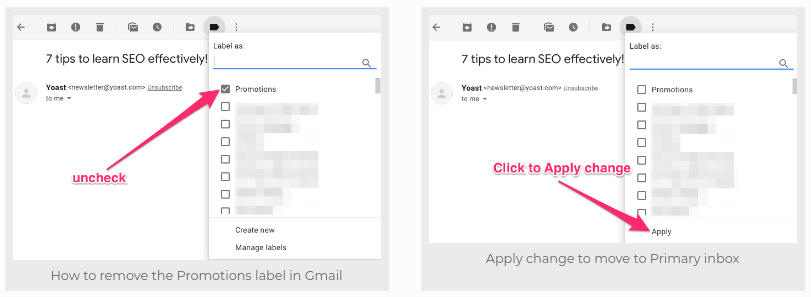 7 tips to learn SEO effectively!
Label as:
Yoast <newsletter@yoast.com> Unsubscribe
to me
Promotions
uncheck
Create new
Manage labels
How to remove the Promotions label in Gmail
7 tips to learn SEO effectively!
Label as:
Yoast <newsletter@yoast.com> Unsubscribe
to me
Promotions
Click to Apply change
Apply
Apply change to move to Primary inbox